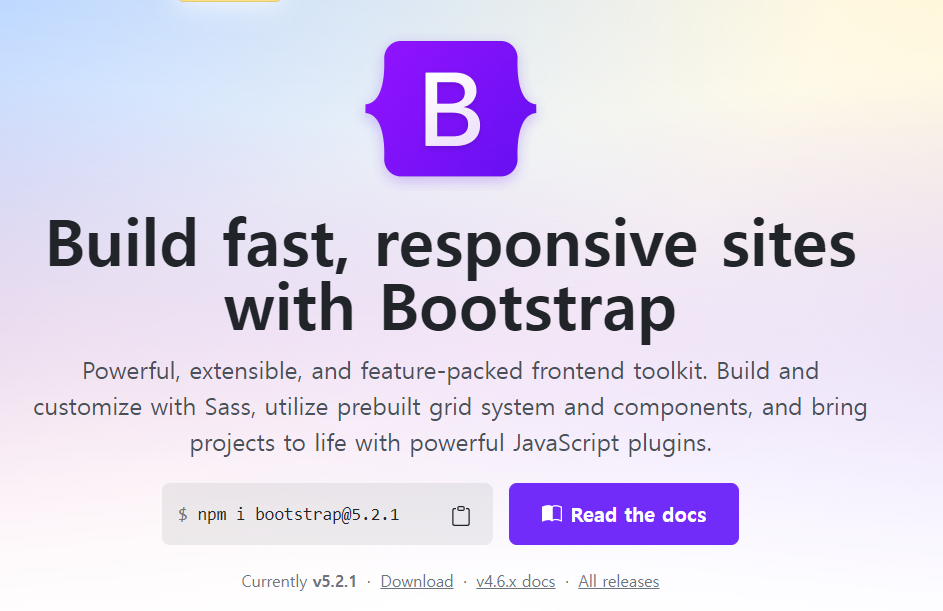 B
Build fast, responsive sites
with Bootstrap
Powerful, extensible, and feature-packed frontend toolkit. Build and
customize with Sass, utilize prebuilt grid system and components, and bring
projects to life with powerful JavaScript plugins.
$ npm i bootstrap@5.2.1
Read the docs
Currently v5.2.1 · Download · v4.6.x docs · All releases